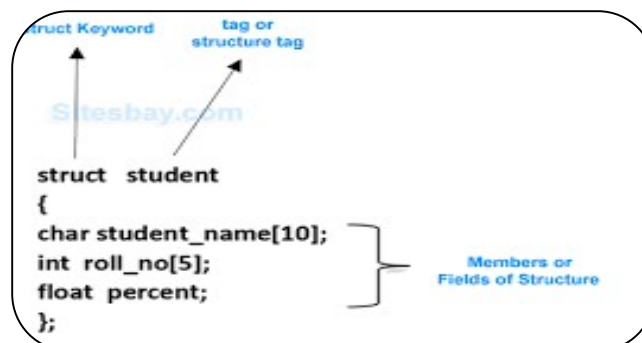 truct Keyword
tag or
structure tag
Sitesbay.com
struct student
{
char student_name[10];
int roll_no[5];
float percent;
};
Members or
Fields of Structure